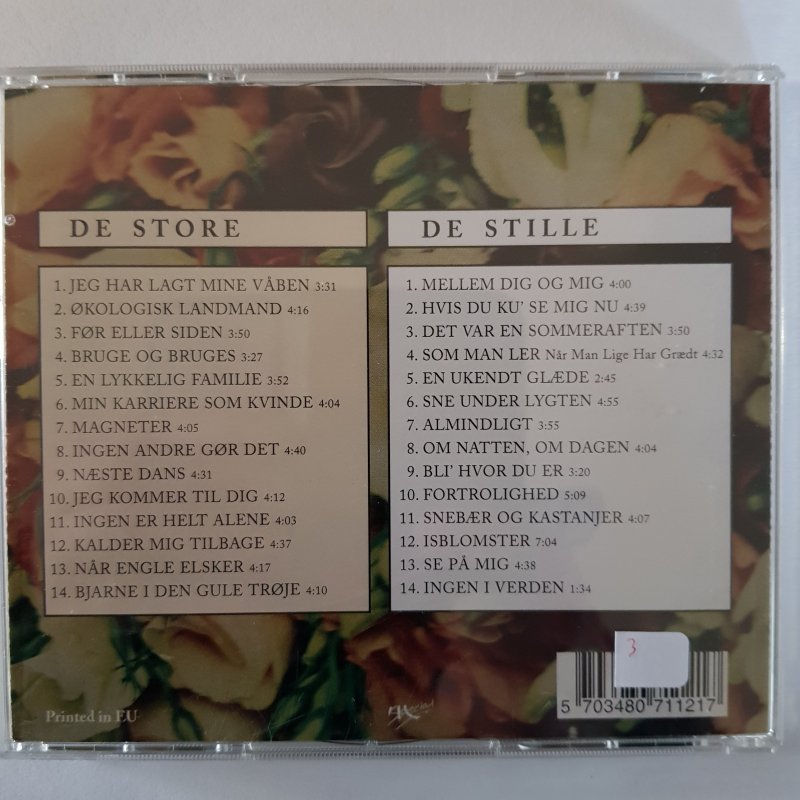 DE STORE
1. JEG HAR LAGT MINE VÅBEN 3:31
2. ØKOLOGISK LANDMAND 4:16
3. FØR ELLER SIDEN 3:50
4. BRUGE OG BRUGES 3:27
5. EN LYKKELIG FAMILIE 3:52
6. MIN KARRIERE SOM KVINDE 4:04
7. MAGNETER 4:05
8. INGEN ANDRE GØR DET 4:40
9. NÆSTE DANS 4:31
10. JEG KOMMER TIL DIG 4:12
11. INGEN ER HELT ALENE 4:03
12. KALDER MIG TILBAGE 4:37
13. NÅR ENGLE ELSKER 4:17
14. BJARNE I DEN GULE TRØJE 4:10
DE STILLE
1. MELLEM DIG OG MIG 4:00
2. HVIS DU KU' SE MIG NU 4:39
3. DET VAR EN SOMMERAFTEN 3:50
4. SOM MAN LER Når Man Lige Har Grædt 4:32
5. EN UKENDT GLÆDE 2:45
6. SNE UNDER LYGTEN 4:55
7. ALMINDLIGT 3:55
8. OM NATTEN, OM DAGEN 4:04
9. BLI' HVOR DU ER 3:20
10. FORTROLIGHED 5:09
11. SNEBÆR OG KASTANJER 4:07
12. ISBLOMSTER 7:04
13. SE PÅ MIG 4:38
14. INGEN I VERDEN 1:34
3
Printed in EU
5 703480 711217